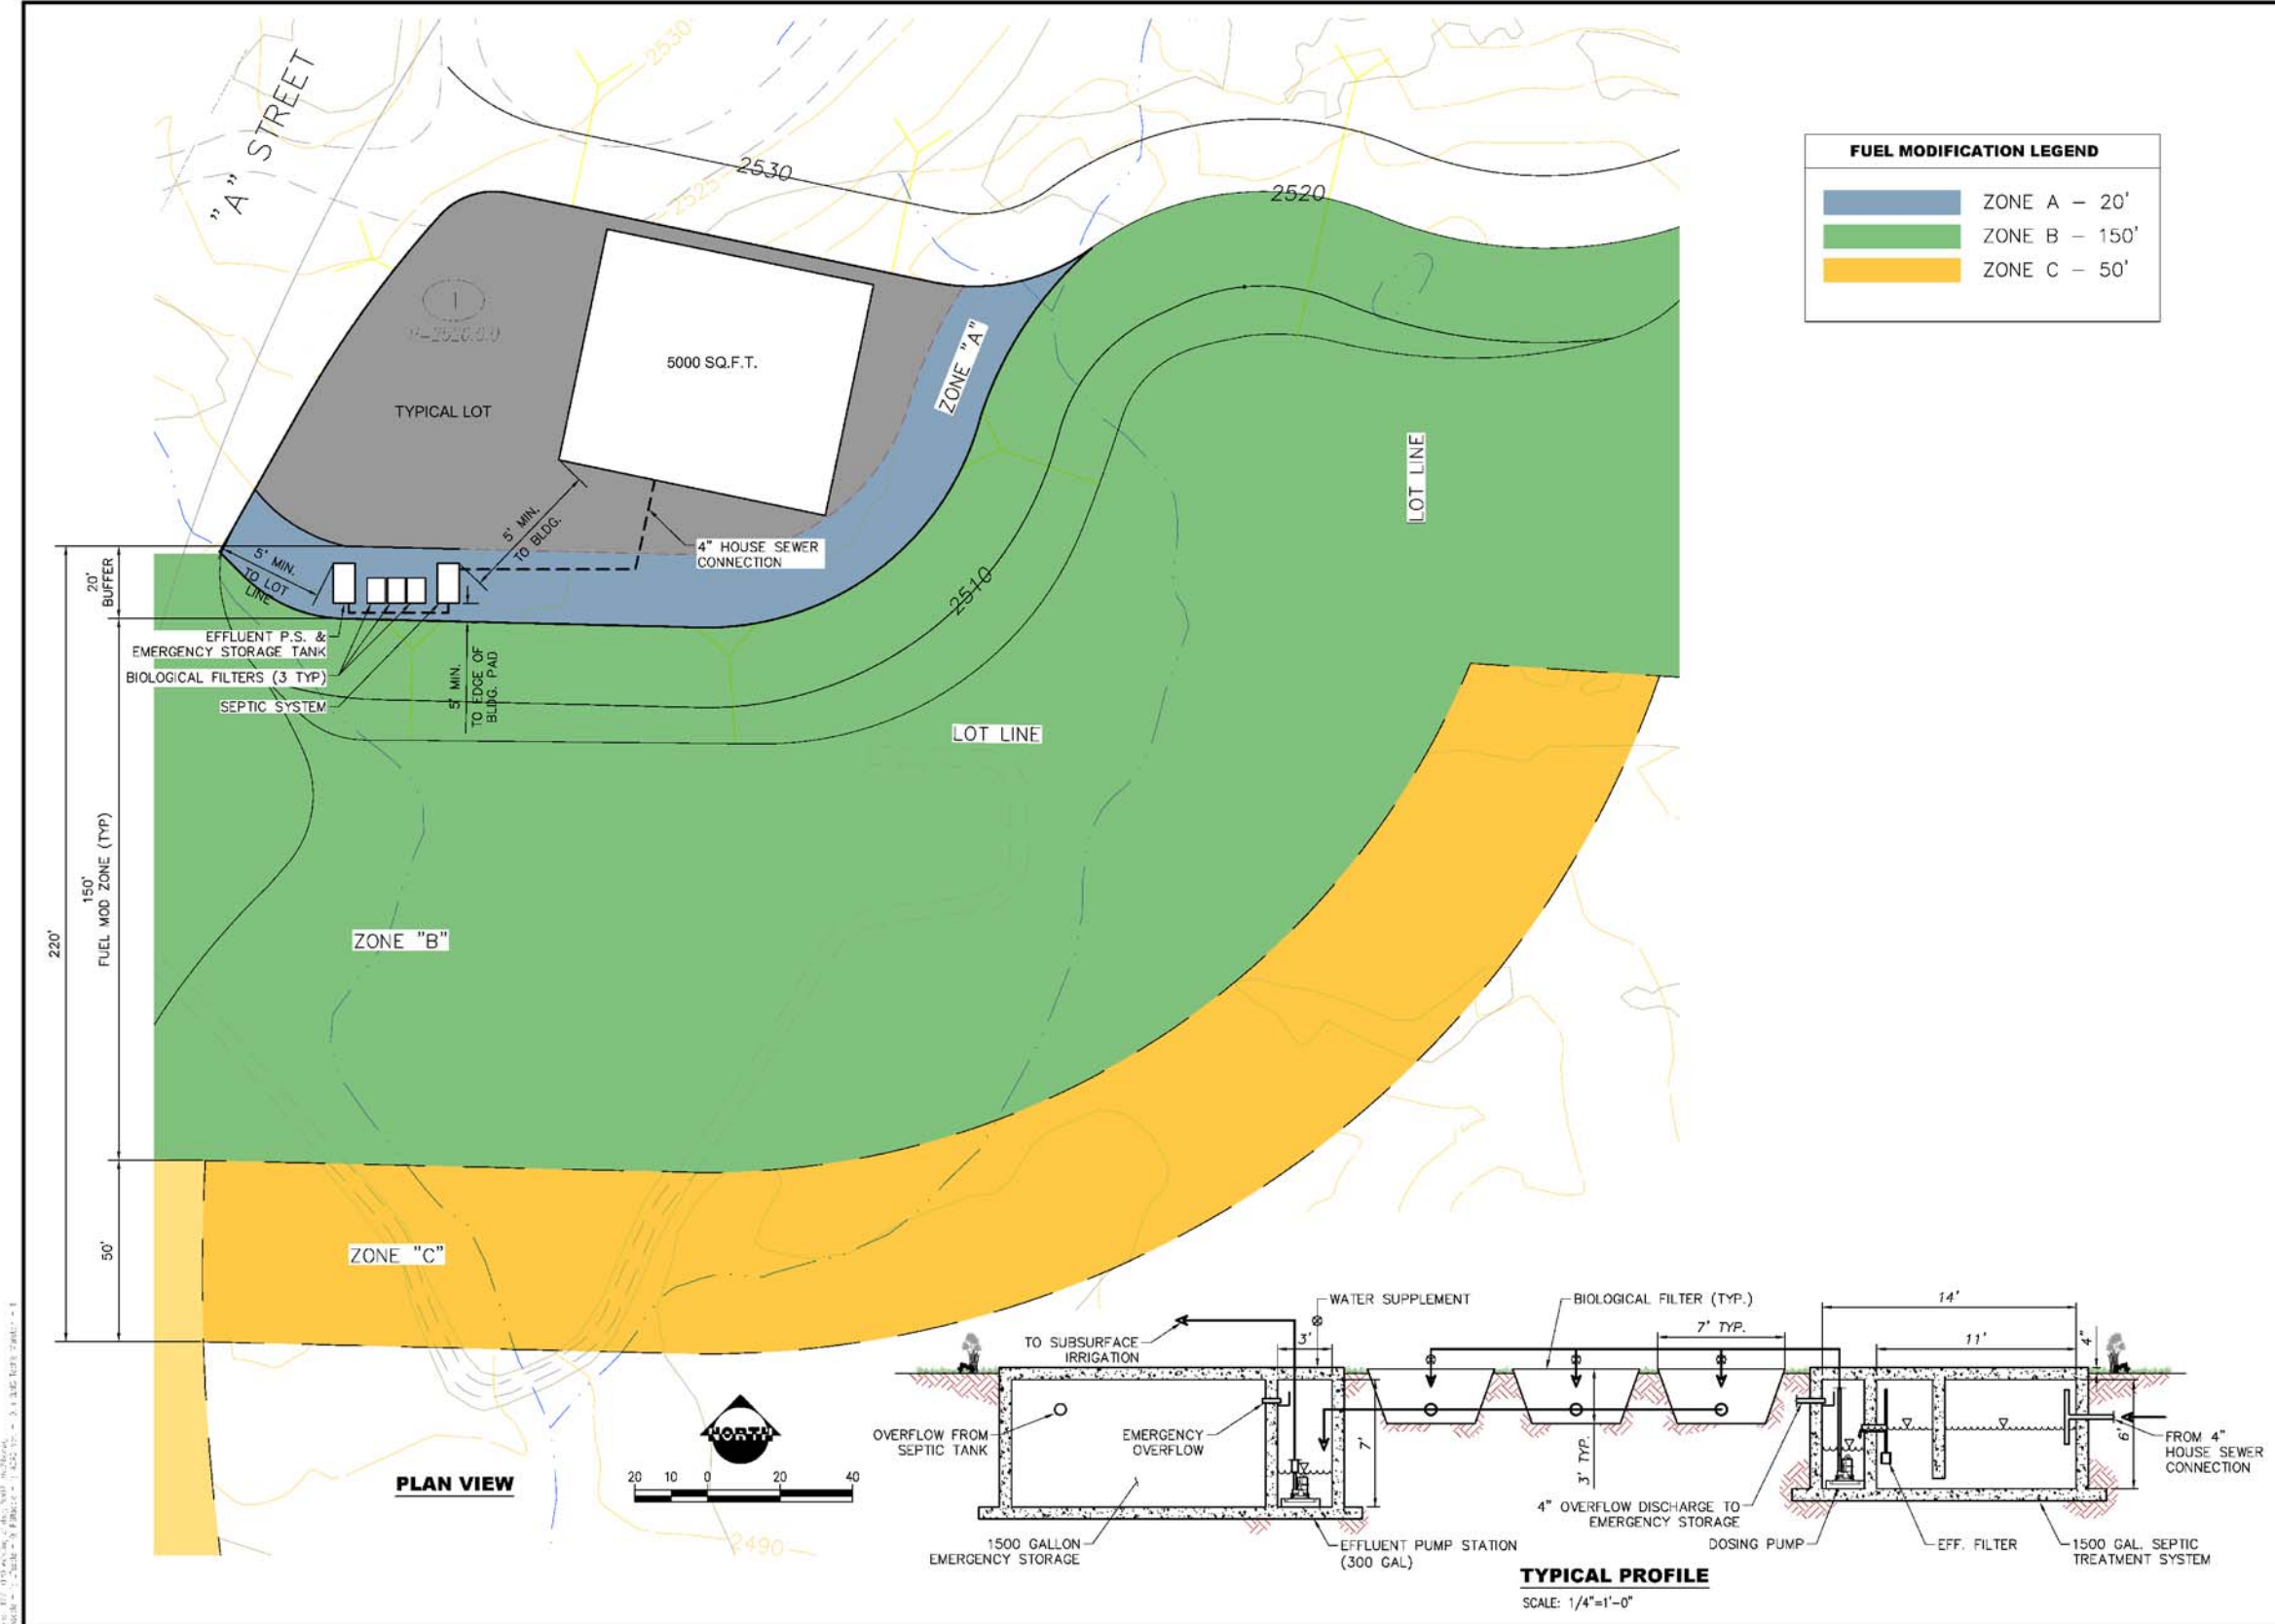 "A" STREET
2530
2530
2525
2520
FUEL MODIFICATION LEGEND
ZONE A – 20'
ZONE B – 150'
ZONE C – 50'
1
TYPICAL LOT
5000 SQ.F.T.
ZONE "A"
LOT LINE
5' MIN.
TO BLDG.
4" HOUSE SEWER
CONNECTION
20'
BUFFER
5' MIN.
TO LOT
LINE
2510
EFFLUENT P.S. &
EMERGENCY STORAGE TANK
BIOLOGICAL FILTERS (3 TYP)
SEPTIC SYSTEM
5' MIN.
TO EDGE OF
BLDG. PAD
LOT LINE
150'
FUEL MOD ZONE (TYP)
220'
ZONE "B"
50'
ZONE "C"
2490
PLAN VIEW
NORTH
20 10 0 20 40
WATER SUPPLEMENT
BIOLOGICAL FILTER (TYP.)
14'
TO SUBSURFACE
IRRIGATION
3'
7' TYP.
11'
4"
OVERFLOW FROM
SEPTIC TANK
EMERGENCY
OVERFLOW
7'
3' TYP.
6'
FROM 4"
HOUSE SEWER
CONNECTION
4" OVERFLOW DISCHARGE TO
EMERGENCY STORAGE
1500 GALLON
EMERGENCY STORAGE
EFFLUENT PUMP STATION
(300 GAL)
DOSING PUMP
EFF. FILTER
1500 GAL. SEPTIC
TREATMENT SYSTEM
TYPICAL PROFILE
SCALE: 1/4"=1'-0"